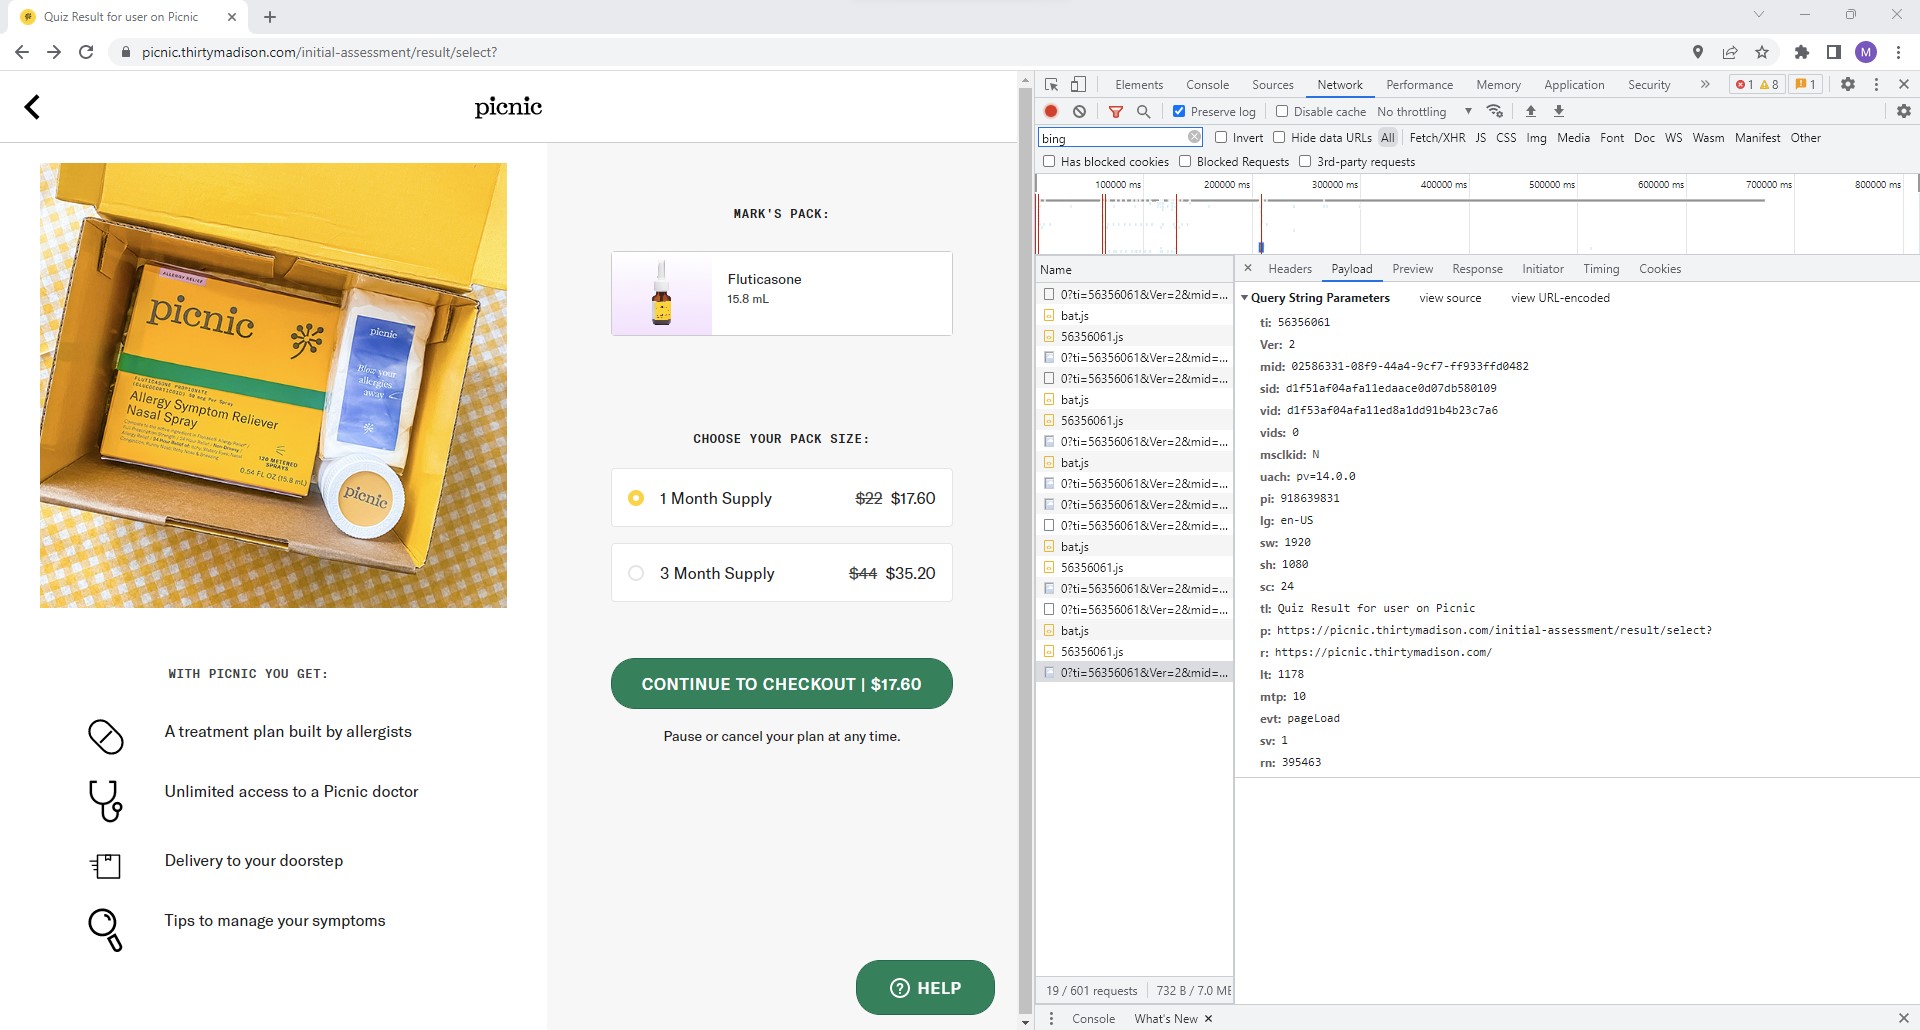 Quiz Result for user on Picnic
picnic.thirtymadison.com/initial-assessment/result/select?
M
picnic
MARK'S PACK:
Fluticasone
15.8 mL
ALLERGY RELIEF
picnic
FLUTICASONE PROPIONATE
(GLUCOCORTICOID) 50 mcg Per Spray
Allergy Symptom Reliever
Nasal Spray
120 METERED
SPRAYS
0.54 FL OZ (15.8 mL)
picnic
Blow your
allergies
away
picnic
CHOOSE YOUR PACK SIZE:
1 Month Supply $22 $17.60
3 Month Supply $44 $35.20
CONTINUE TO CHECKOUT | $17.60
Pause or cancel your plan at any time.
WITH PICNIC YOU GET:
A treatment plan built by allergists
Unlimited access to a Picnic doctor
Delivery to your doorstep
Tips to manage your symptoms
HELP
Elements Console Sources Network Performance Memory Application Security 1 8 1
Preserve log Disable cache No throttling
bing Invert Hide data URLs All Fetch/XHR JS CSS Img Media Font Doc WS Wasm Manifest Other
Has blocked cookies Blocked Requests 3rd-party requests
100000 ms 200000 ms 300000 ms 400000 ms 500000 ms 600000 ms 700000 ms 800000 ms
Name
0?ti=56356061&Ver=2&mid=...
bat.js
56356061.js
0?ti=56356061&Ver=2&mid=...
0?ti=56356061&Ver=2&mid=...
bat.js
56356061.js
0?ti=56356061&Ver=2&mid=...
bat.js
0?ti=56356061&Ver=2&mid=...
0?ti=56356061&Ver=2&mid=...
0?ti=56356061&Ver=2&mid=...
bat.js
56356061.js
0?ti=56356061&Ver=2&mid=...
0?ti=56356061&Ver=2&mid=...
bat.js
56356061.js
0?ti=56356061&Ver=2&mid=...
Headers Payload Preview Response Initiator Timing Cookies
Query String Parameters view source view URL-encoded
ti: 56356061
Ver: 2
mid: 02586331-08f9-44a4-9cf7-ff933ffd0482
sid: d1f51af04afa11edaace0d07db580109
vid: d1f53af04afa11ed8a1dd91b4b23c7a6
vids: 0
msclkid: N
uach: pv=14.0.0
pi: 918639831
lg: en-US
sw: 1920
sh: 1080
sc: 24
tl: Quiz Result for user on Picnic
p: https://picnic.thirtymadison.com/initial-assessment/result/select?
r: https://picnic.thirtymadison.com/
lt: 1178
mtp: 10
evt: pageLoad
sv: 1
rn: 395463
19 / 601 requests 732 B / 7.0 ME
Console What's New